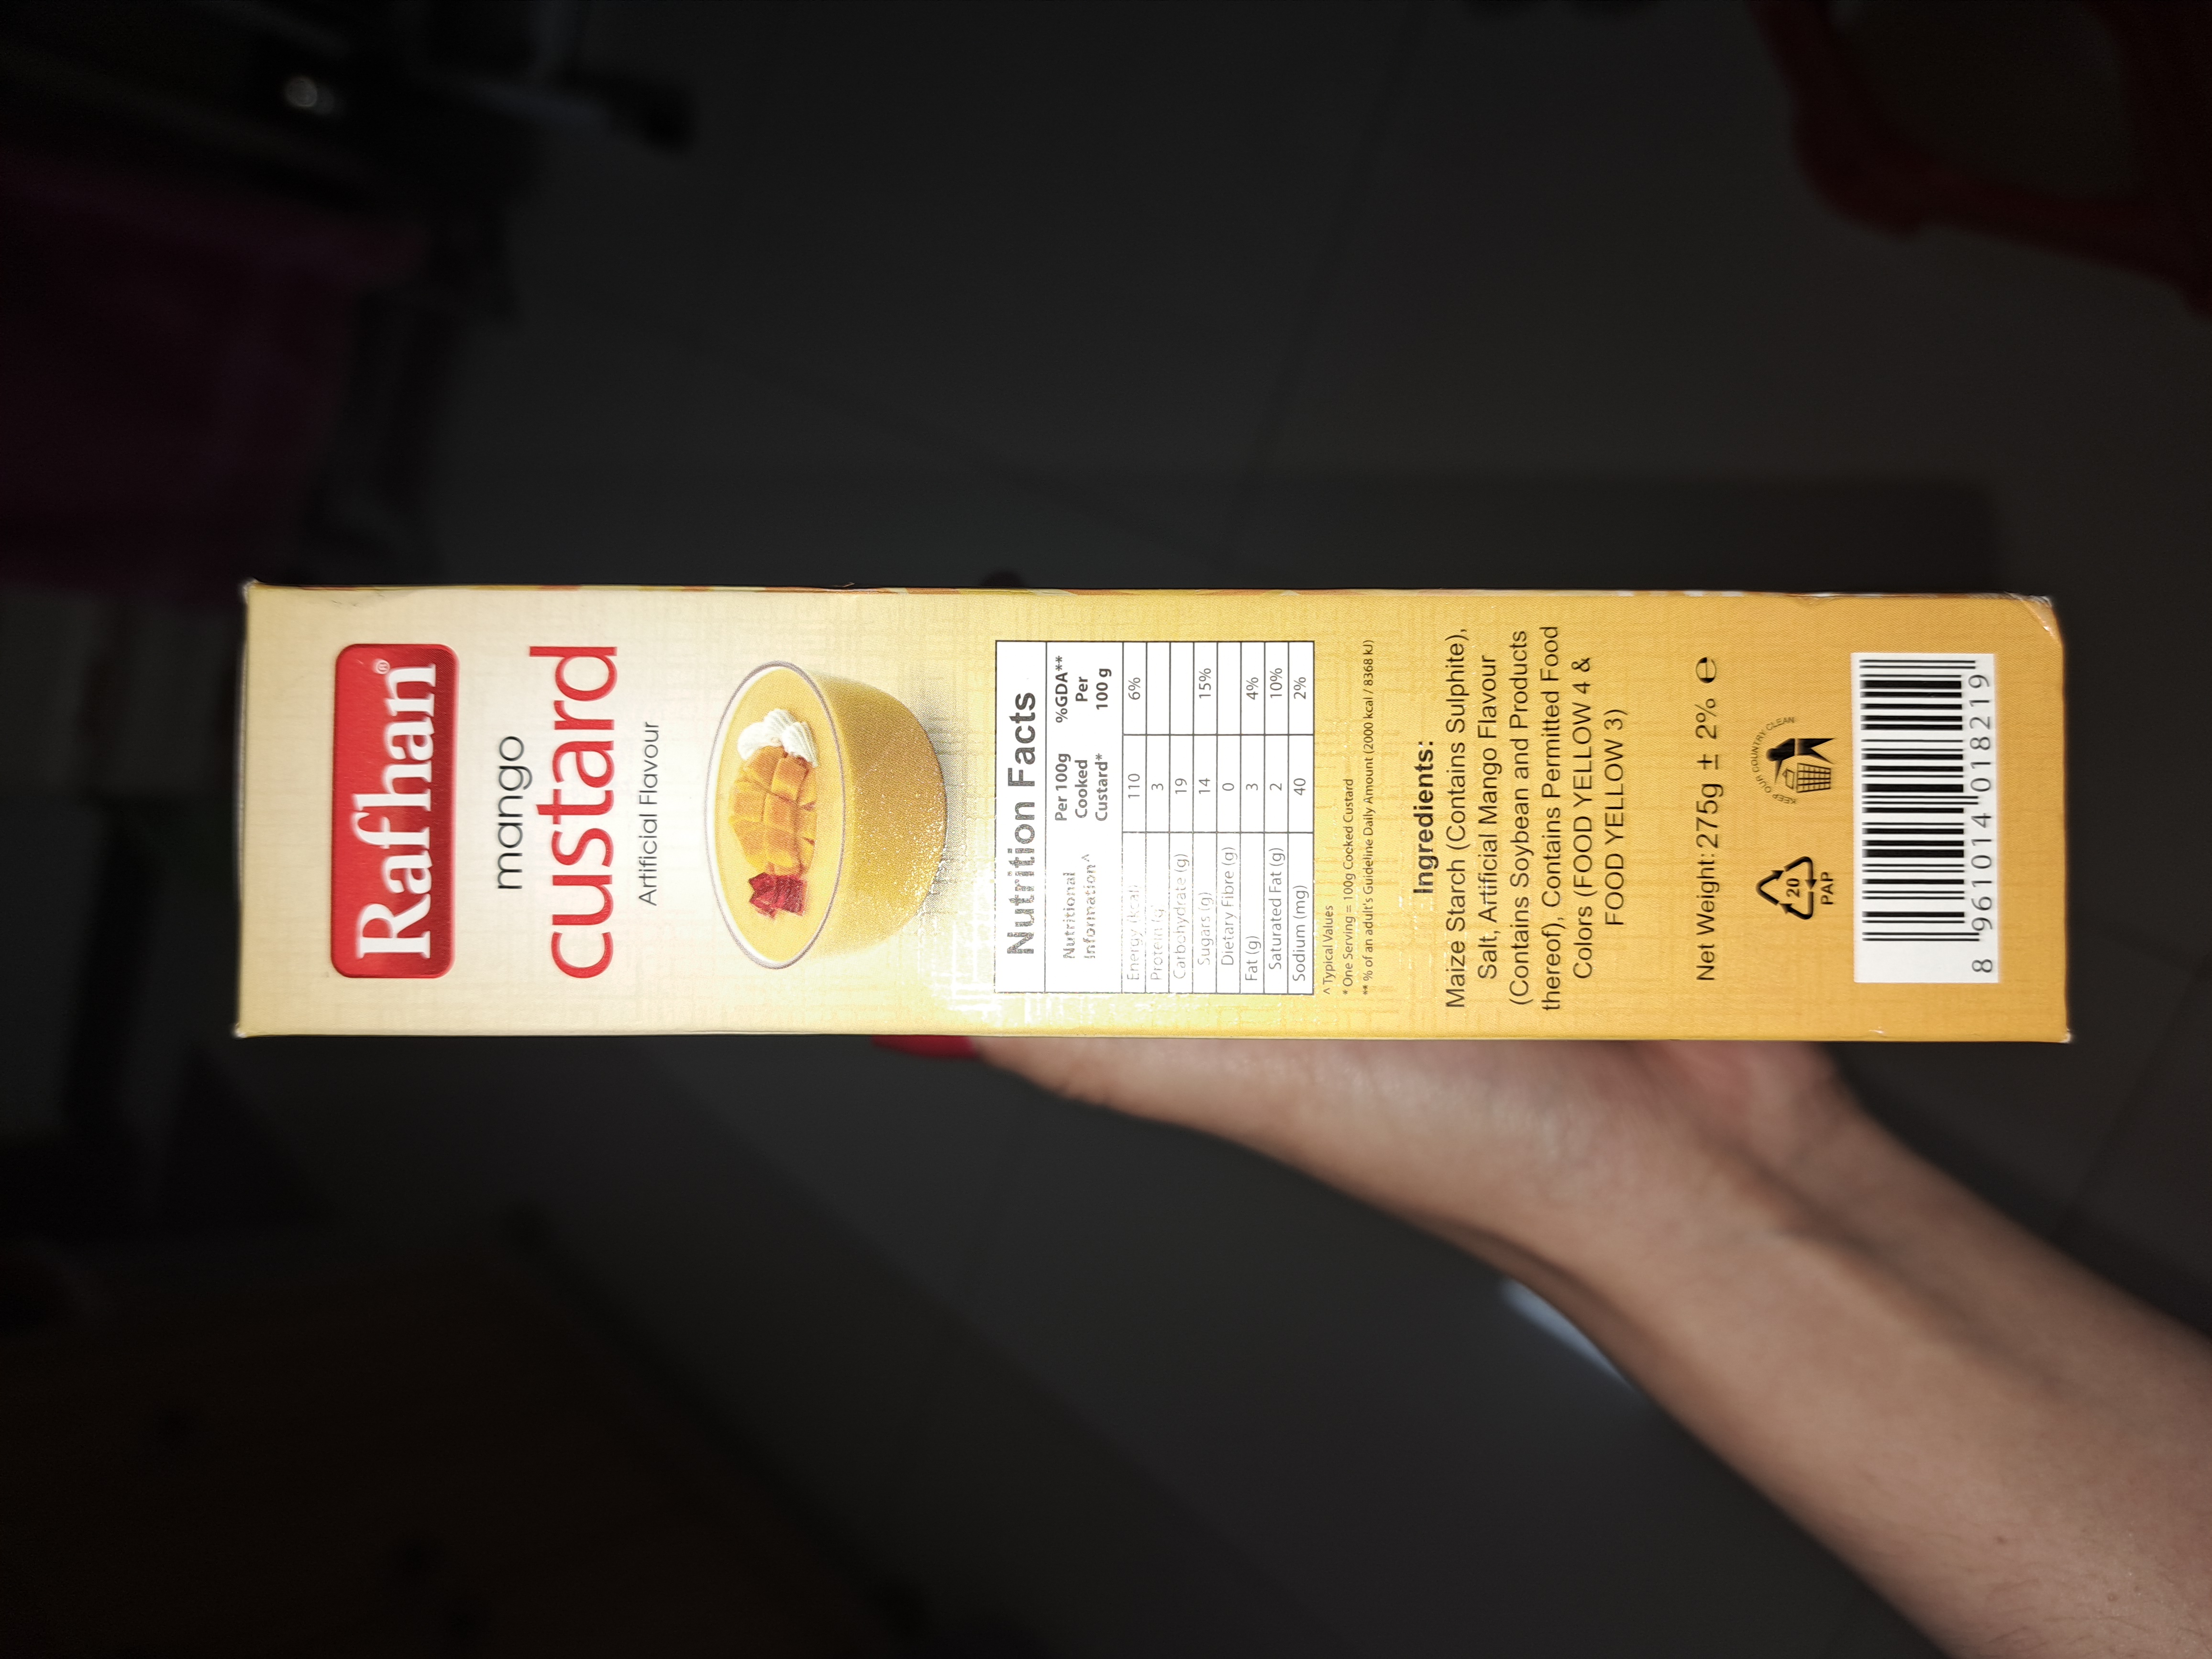 Rafhan®
mango
custard
Artificial Flavour
Nutrition Facts
Nutritional Information^ Per 100g Cooked Custard* %GDA** Per 100 g
Energy (kcal) 110 6%
Protein (g) 3
Carbohydrate (g) 19
Sugars (g) 14 15%
Dietary Fibre (g) 0
Fat (g) 3 4%
Saturated Fat (g) 2 10%
Sodium (mg) 40 2%
^ Typical Values
* One Serving = 100g Cooked Custard
** % of an adult's Guideline Daily Amount (2000 kcal / 8368 kJ)
Ingredients:
Maize Starch (Contains Sulphite),
Salt, Artificial Mango Flavour
(Contains Soybean and Products
thereof), Contains Permitted Food
Colors (FOOD YELLOW 4 &
FOOD YELLOW 3)
Net Weight: 275g ± 2% ℮
KEEP OUR COUNTRY CLEAN
20
PAP
8 961014 018219